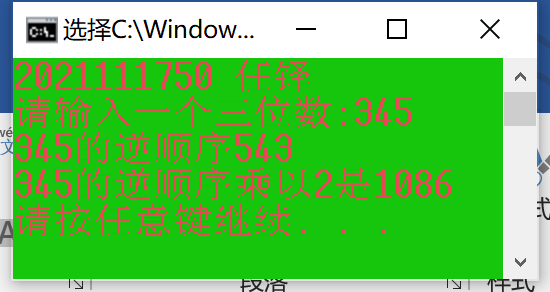 选择C:\Window...
2021111750 任铎
请输入一个三位数:345
345的逆顺序543
345的逆顺序乘以2是1086
请按任意键继续. . .
段落
样式